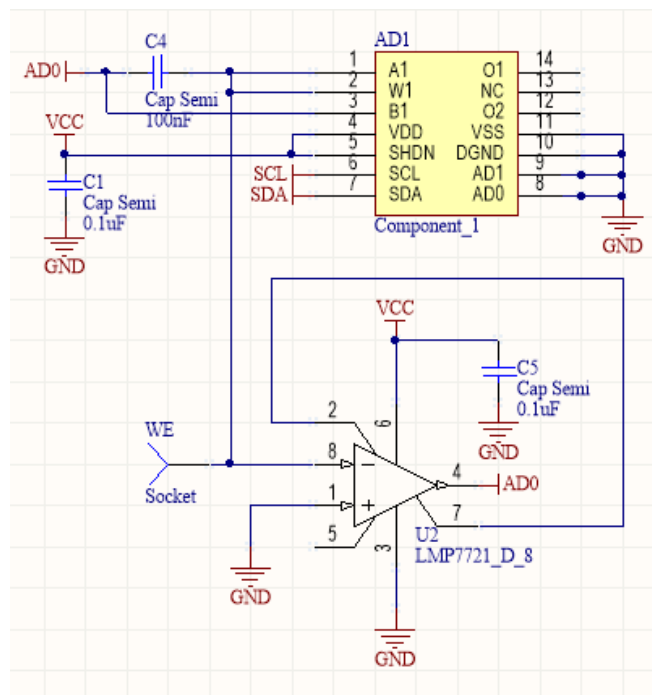 C4
AD0
Cap Semi
100nF
VCC
C1
Cap Semi
0.1uF
GND
SCL
SDA
AD1
1 A1 O1 14
2 W1 NC 13
3 B1 O2 12
4 VDD VSS 11
5 SHDN DGND 10
6 SCL AD1 9
7 SDA AD0 8
Component_1
GND
VCC
C5
Cap Semi
0.1uF
GND
WE
Socket
2
6
8
1
5
3
4
AD0
7
U2
LMP7721_D_8
GND
GND